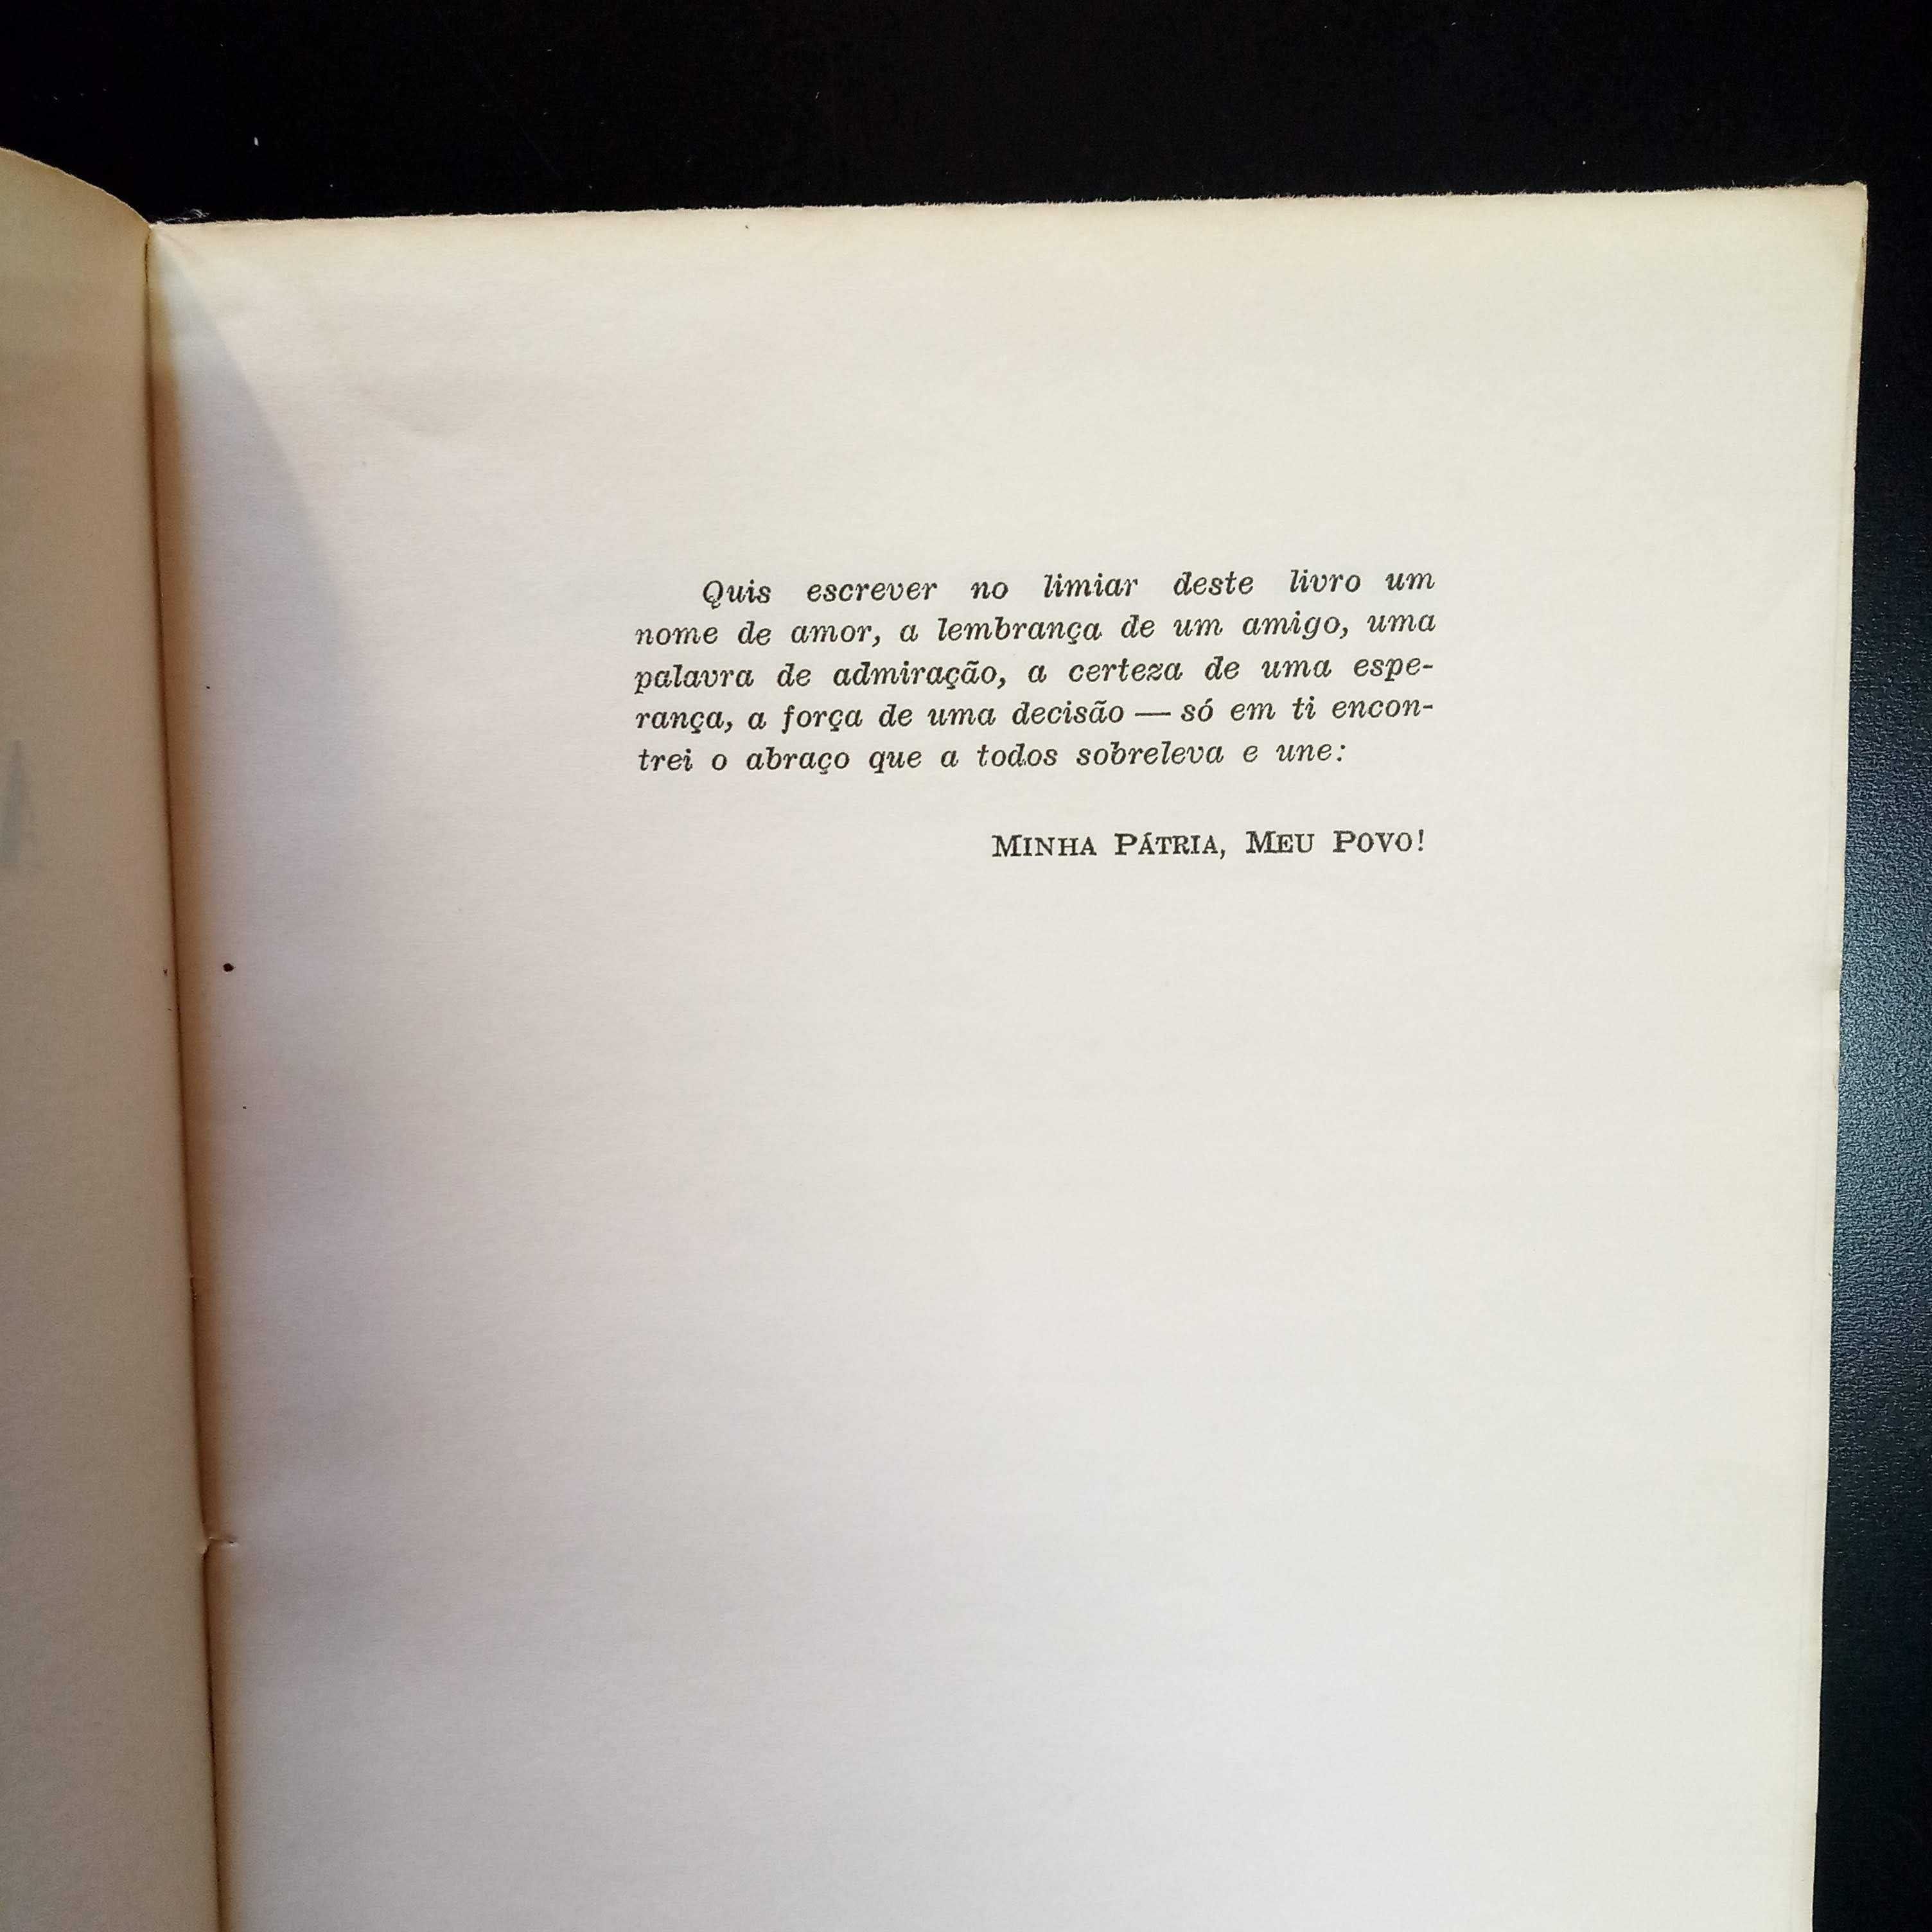 Quis escrever no limiar deste livro um
nome de amor, a lembrança de um amigo, uma
palavra de admiração, a certeza de uma espe-
rança, a força de uma decisão — só em ti encon-
trei o abraço que a todos sobreleva e une:
MINHA PÁTRIA, MEU POVO!